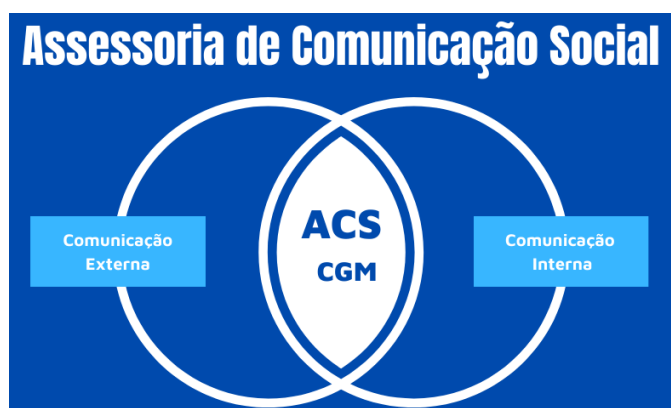 Assessoria de Comunicação Social
Comunicação
Externa
ACS
CGM
Comunicação
Interna